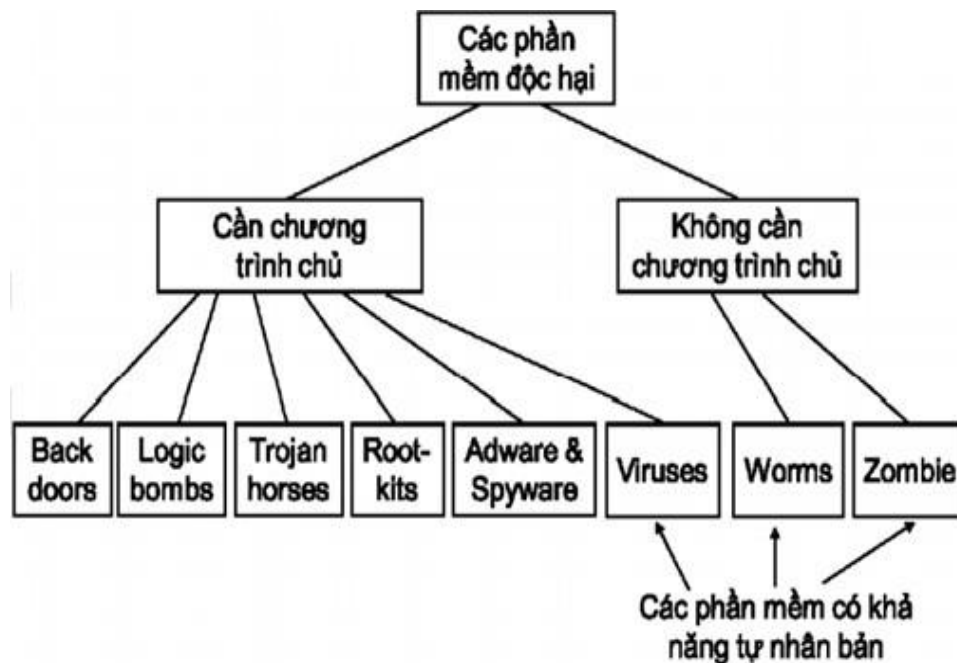 Các phần
mềm độc hại
Cần chương
trình chủ
Không cần
chương trình chủ
Back
doors
Logic
bombs
Trojan
horses
Root-
kits
Adware &
Spyware
Viruses
Worms
Zombie
Các phần mềm có khả
năng tự nhân bản